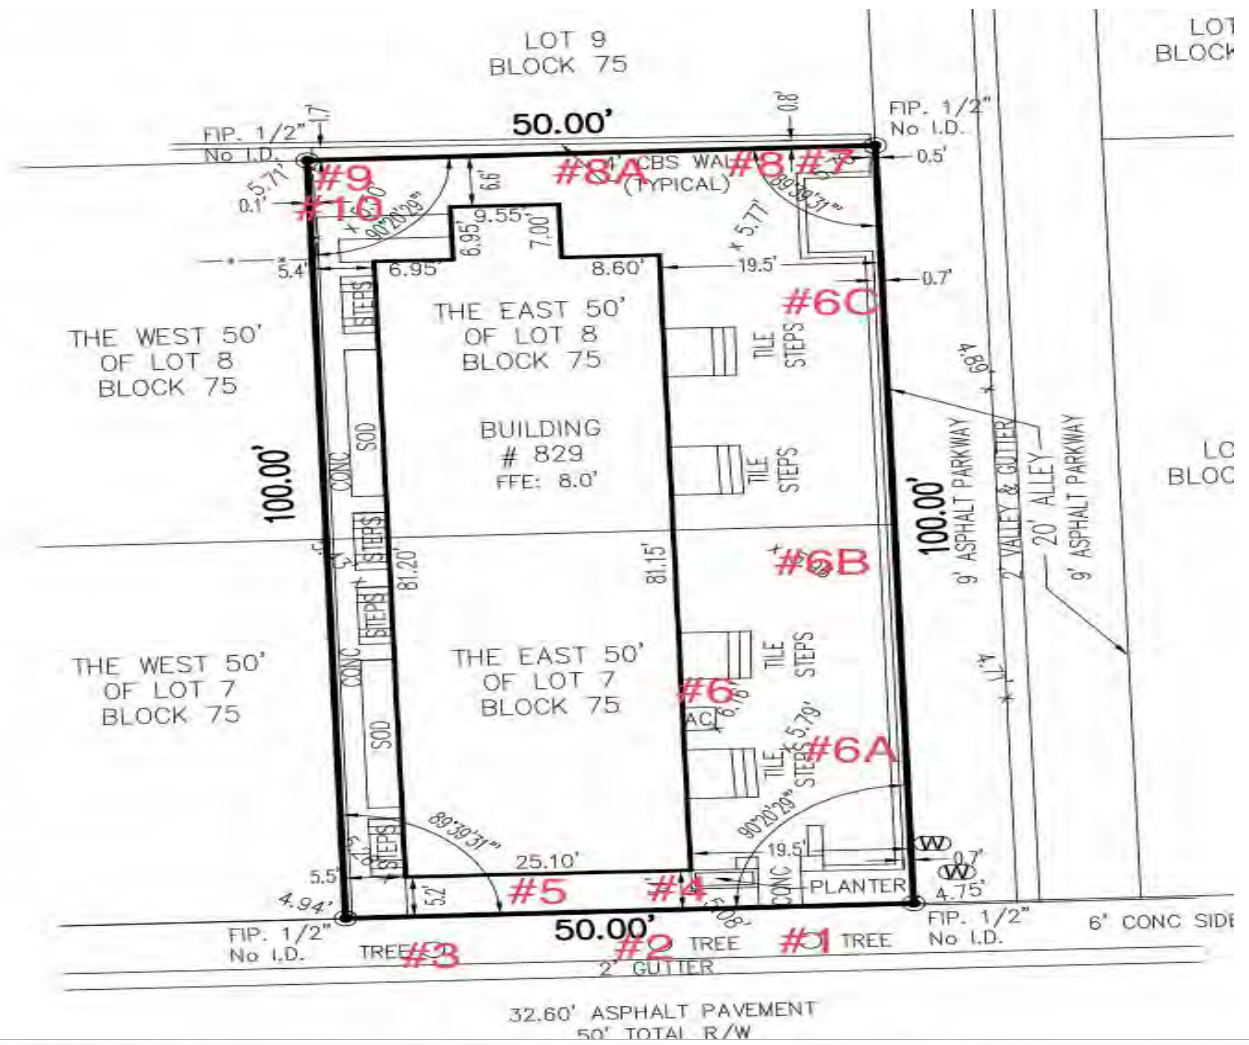 LOT 9
BLOCK 75
LOT
BLOCK
FIP. 1/2"
No I.D.
1.7'
50.00'
0.8'
FIP. 1/2"
No I.D.
0.5'
#9
#8A
CBS WAL
(TYPICAL)
#8
#7
5.71'
0.1'
#10
90°20'29"
6.6'
89°39'31"
9.55'
6.95'
7.00'
5.77'
5.4'
6.95'
8.60'
19.5'
0.7'
#6C
STEPS
THE EAST 50'
OF LOT 8
BLOCK 75
TILE
STEPS
THE WEST 50'
OF LOT 8
BLOCK 75
4.89'
BUILDING
# 829
FFE: 8.0'
SOD
CONC
TILE
STEPS
100.00'
100.00'
9' ASPHALT PARKWAY
2' VALLEY & GUTTER
20' ALLEY
9' ASPHALT PARKWAY
LO
BLOC
STEPS
81.20'
81.15'
#6B
STEPS
THE WEST 50'
OF LOT 7
BLOCK 75
CONC
THE EAST 50'
OF LOT 7
BLOCK 75
TILE
STEPS
#6
AC
SOD
5.79'
#6A
TILE
STEPS
90°20'29"
89°39'31"
STEPS
19.5'
W
0.7'
W
25.10'
5.5'
5.2'
#5
#4
CONC
PLANTER
4.75'
4.94'
5.08'
50.00'
FIP. 1/2"
No I.D.
FIP. 1/2"
No I.D.
6' CONC SIDE
TREE
#3
#2
TREE
#1
TREE
2' GUTTER
32.60' ASPHALT PAVEMENT
50' TOTAL R/W